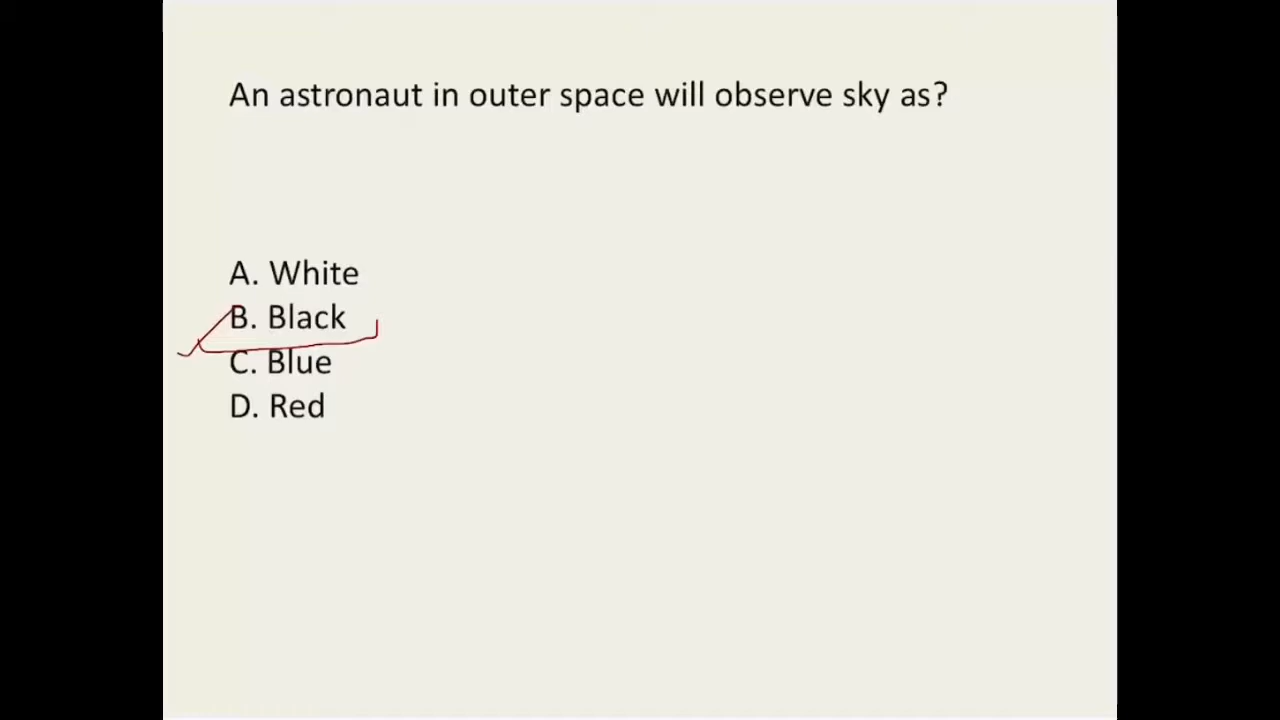 An astronaut in outer space will observe sky as?
A. White
B. Black
C. Blue
D. Red